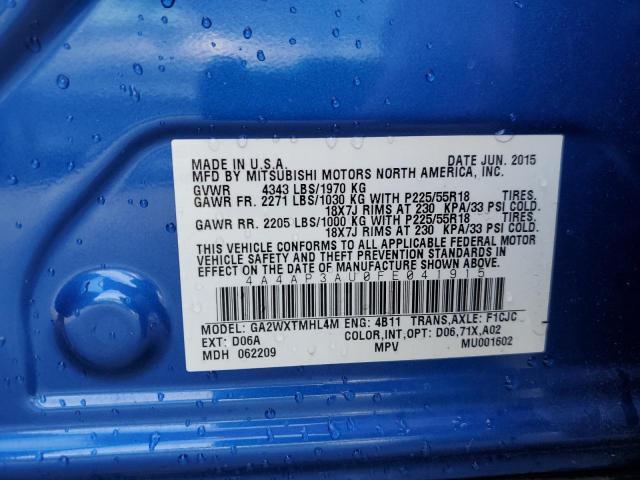 MADE IN U.S.A. DATE JUN. 2015
MFD BY MITSUBISHI MOTORS NORTH AMERICA, INC.
GVWR 4343 LBS/1970 KG
GAWR FR. 2271 LBS/1030 KG WITH P225/55R18 TIRES,
18X7J RIMS AT 230 KPA/33 PSI COLD.
GAWR RR. 2205 LBS/1000 KG WITH P225/55R18 TIRES,
18X7J RIMS AT 230 KPA/33 PSI COLD.
THIS VEHICLE CONFORMS TO ALL APPLICABLE FEDERAL MOTOR
VEHICLE SAFETY AND THEFT PREVENTION STANDARDS IN
EFFECT ON THE DATE OF MANUFACTURE SHOWN ABOVE.
4A4AP3AU0FE041915
MODEL: GA2WXTMHL4M ENG: 4B11 TRANS,AXLE: F1CJC
EXT: D06A COLOR,INT,OPT: D06,71X,A02
MDH 062209 MPV MU001602